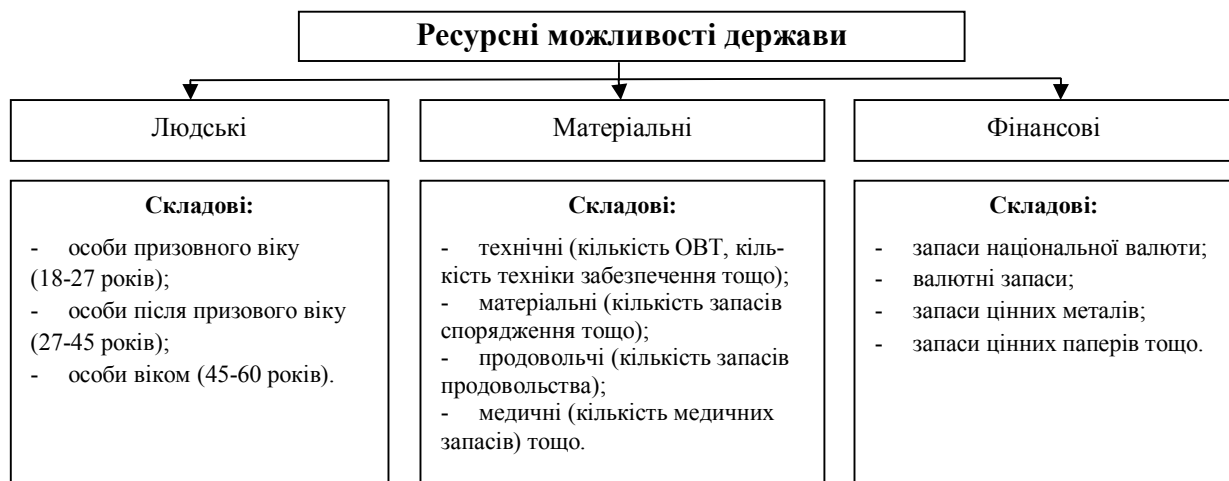 Ресурсні можливості держави
Людські
Матеріальні
Фінансові
Складові:
- особи призовного віку
(18-27 років);
- особи після призового віку
(27-45 років);
- особи віком (45-60 років).
Складові:
- технічні (кількість ОВТ, кіль-
кість техніки забезпечення тощо);
- матеріальні (кількість запасів
спорядження тощо);
- продовольчі (кількість запасів
продовольства);
- медичні (кількість медичних
запасів) тощо.
Складові:
- запаси національної валюти;
- валютні запаси;
- запаси цінних металів;
- запаси цінних паперів тощо.